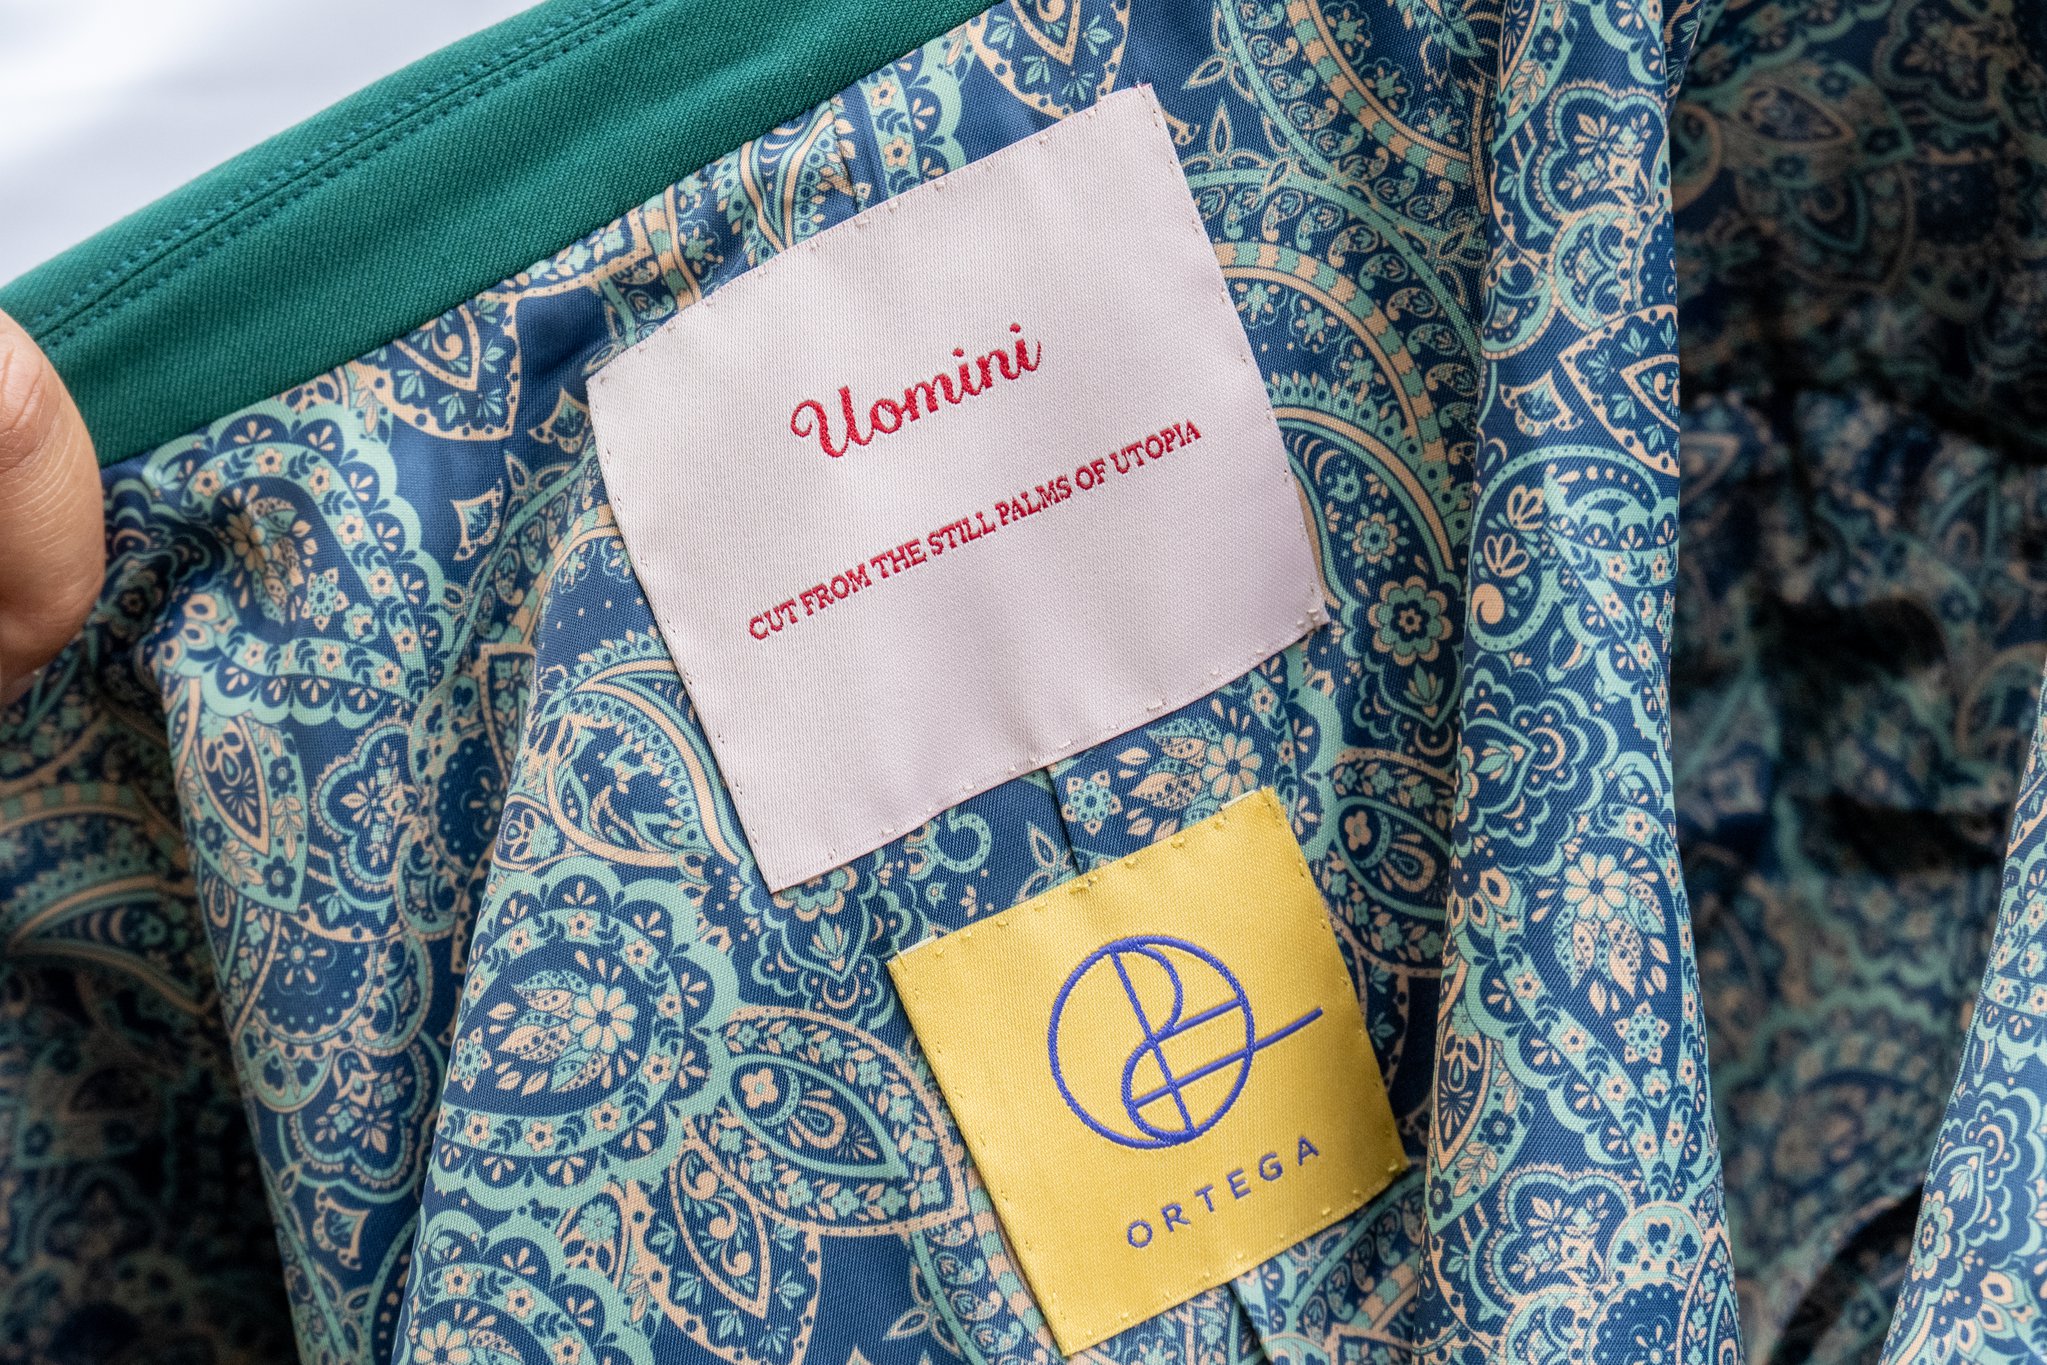 Uomini
CUT FROM THE STILL PALMS OF UTOPIA
ORTEGA